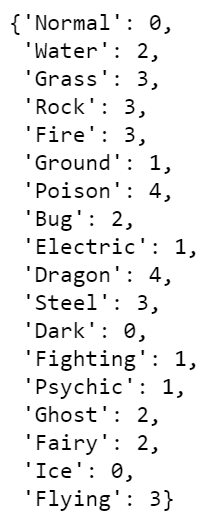 {'Normal': 0,
'Water': 2,
'Grass': 3,
'Rock': 3,
'Fire': 3,
'Ground': 1,
'Poison': 4,
'Bug': 2,
'Electric': 1,
'Dragon': 4,
'Steel': 3,
'Dark': 0,
'Fighting': 1,
'Psychic': 1,
'Ghost': 2,
'Fairy': 2,
'Ice': 0,
'Flying': 3}